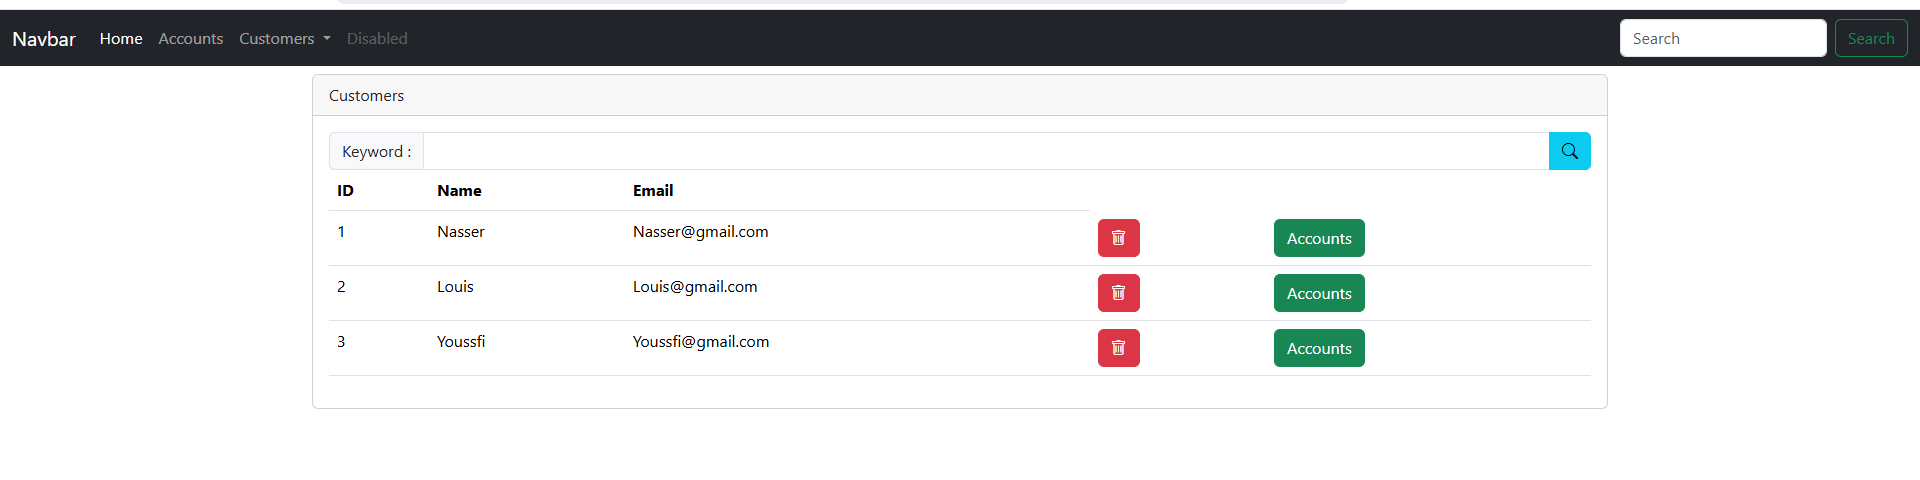 Navbar Home Accounts Customers Disabled Search Search
Customers
Keyword :
ID Name Email
1 Nasser Nasser@gmail.com Accounts
2 Louis Louis@gmail.com Accounts
3 Youssfi Youssfi@gmail.com Accounts